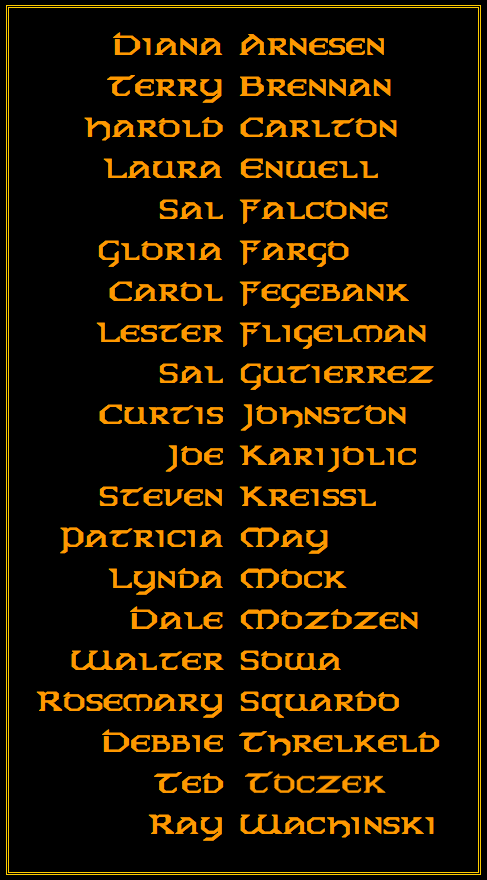 Diana Arnesen
Terry Brennan
Harold Carlton
Laura Enwell
Sal Falcone
Gloria Fargo
Carol Fegebank
Lester Fligelman
Sal Gutierrez
Curtis Johnston
Joe Karijolic
Steven Kreissl
Patricia May
Lynda Mock
Dale Mozdzen
Walter Sowa
Rosemary Squardo
Debbie Threlkeld
Ted Toczek
Ray Wachinski